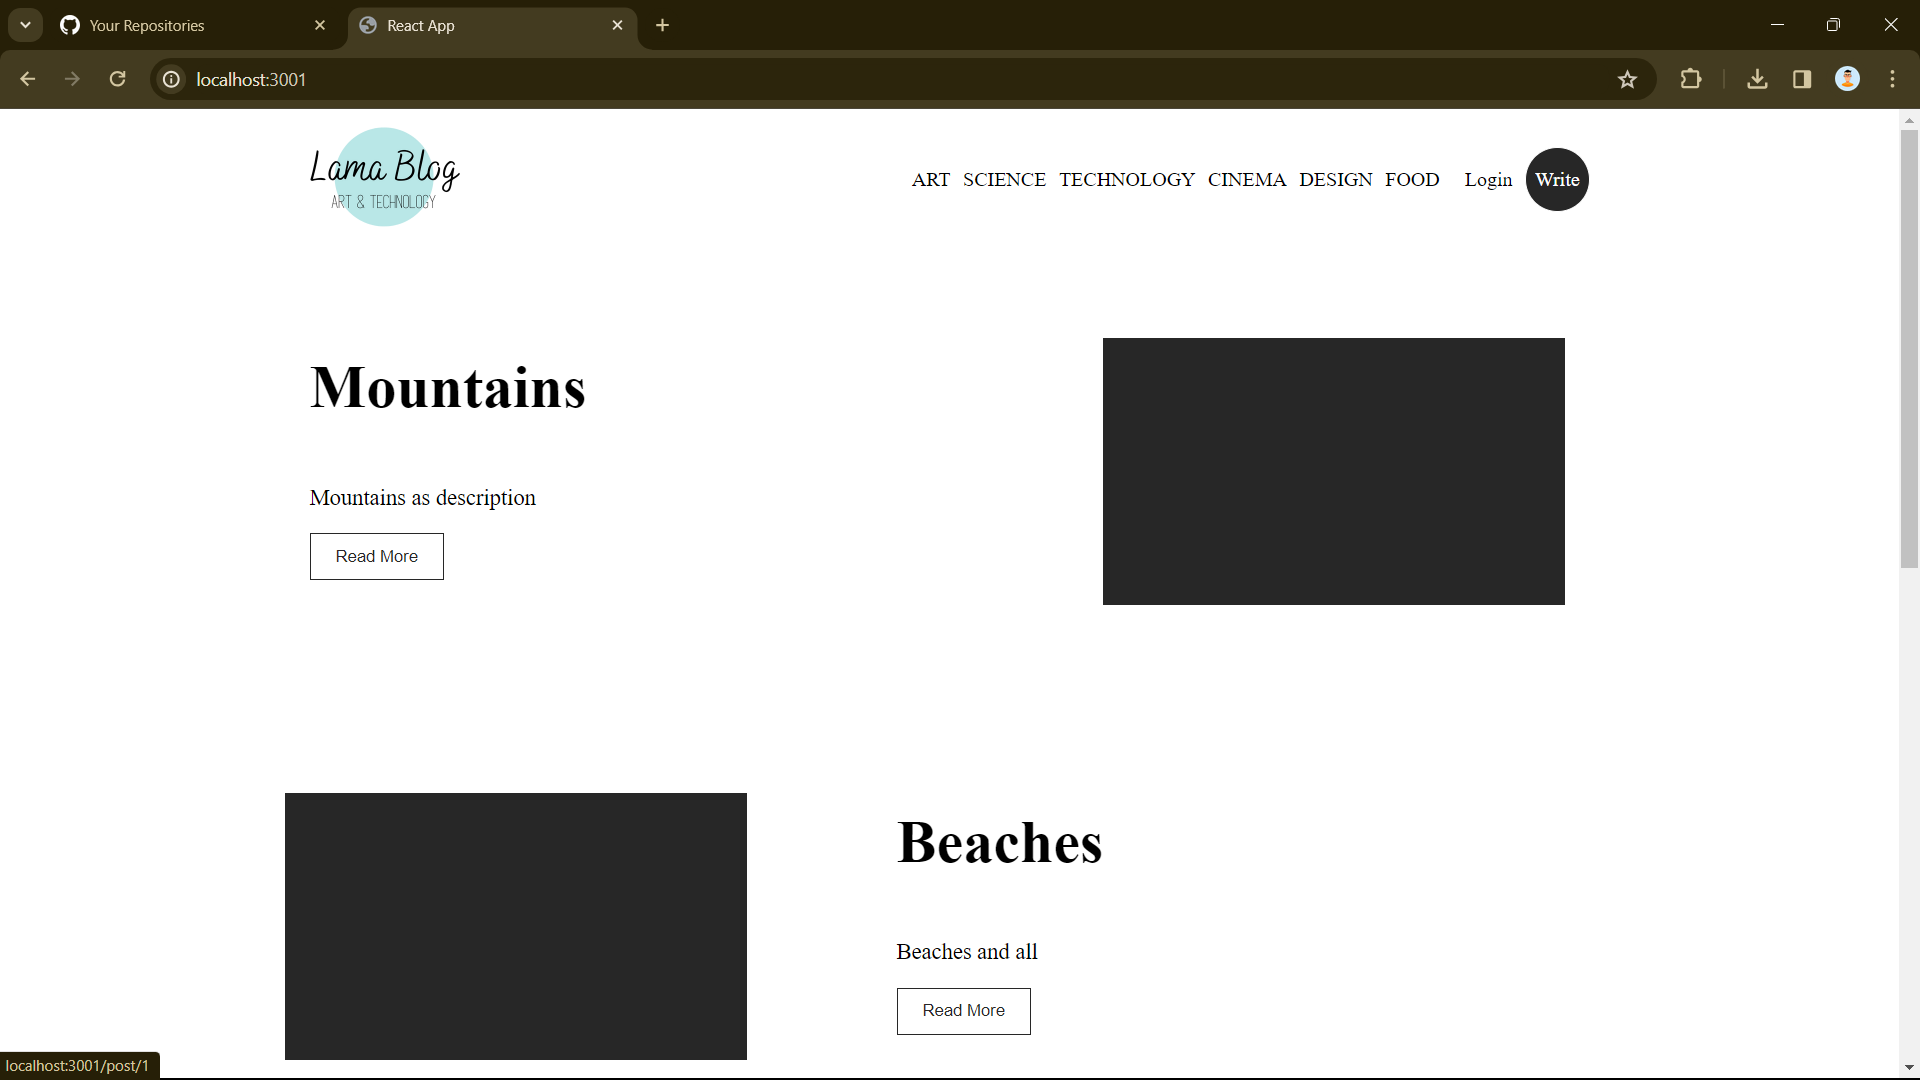 Your Repositories
React App
localhost:3001
Lama Blog
ART & TECHNOLOGY
ART SCIENCE TECHNOLOGY CINEMA DESIGN FOOD Login Write
Mountains
Mountains as description
Read More
Beaches
Beaches and all
Read More
localhost:3001/post/1